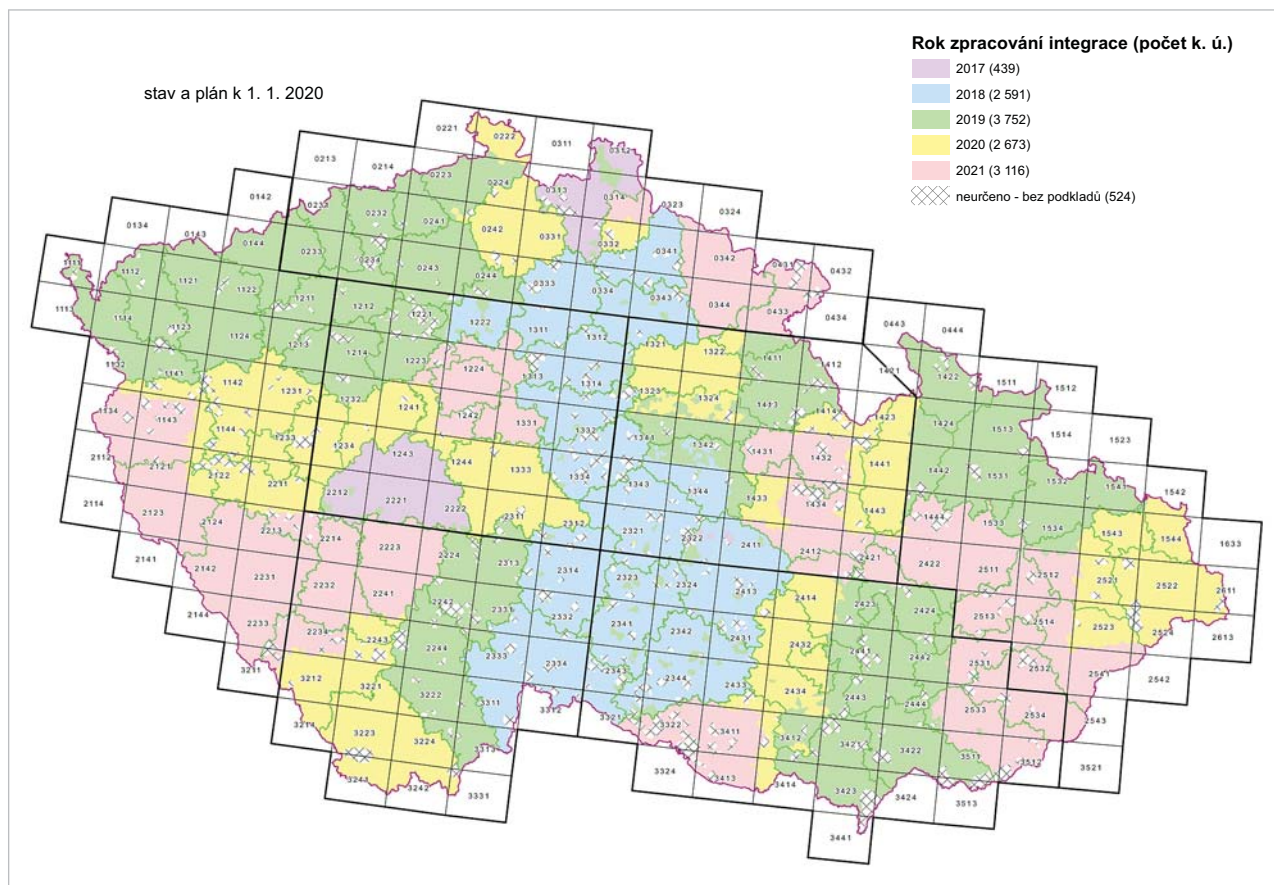 Rok zpracování integrace (počet k. ú.)
2017 (439)
2018 (2 591)
2019 (3 752)
2020 (2 673)
2021 (3 116)
neurčeno - bez podkladů (524)
stav a plán k 1. 1. 2020
0221 0222 0311 0312
0213 0214 0223 0224 0313 0314 0323 0324
0142 0232 0241 0242 0331 0332 0341 0342 0431 0432
0134 0143 0144 0233 0234 0243 0244 0333 0334 0343 0344 0433 0434 0443 0444
1111 1112 1121 1122 1211 1212 1221 1222 1311 1312 1321 1322 1411 1412 1421 1422 1511 1512
1113 1114 1123 1124 1213 1214 1223 1224 1313 1314 1323 1324 1413 1414 1423 1424 1513 1514 1523
1132 1141 1142 1231 1232 1241 1242 1331 1332 1341 1342 1431 1432 1441 1442 1531 1532 1541 1542
1134 1143 1144 1233 1234 1243 1244 1333 1334 1343 1344 1433 1434 1443 1444 1533 1534 1543 1544 1633
2112 2121 2122 2211 2212 2221 2222 2311 2312 2321 2322 2411 2412 2421 2422 2511 2512 2521 2522 2611
2114 2123 2124 2213 2214 2223 2224 2313 2314 2323 2324 2413 2414 2423 2424 2513 2514 2523 2524 2613
2141 2142 2231 2232 2241 2242 2331 2332 2341 2342 2431 2432 2441 2442 2531 2532 2541 2542
2144 2233 2234 2243 2244 2333 2334 2343 2344 2433 2434 2443 2444 2533 2534 2543
3211 3212 3221 3222 3311 3312 3321 3322 3411 3412 3421 3422 3511 3512 3521
3214 3223 3224 3313 3324 3413 3414 3423 3424 3513
3241 3242 3331 3441